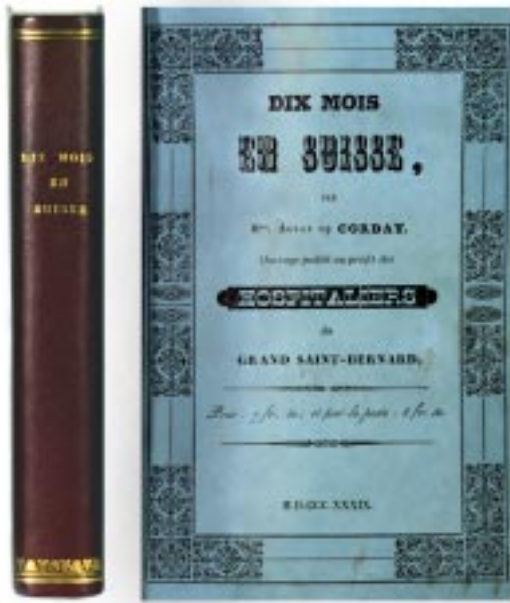 DIX MOIS
EN
SUISSE
DIX MOIS
EN SUISSE,
PAR
Mme CORDAY.
Ouvrage publié au profit des
HOSPITALIERS
du
GRAND SAINT-BERNARD.
M DCCC XXXIX.